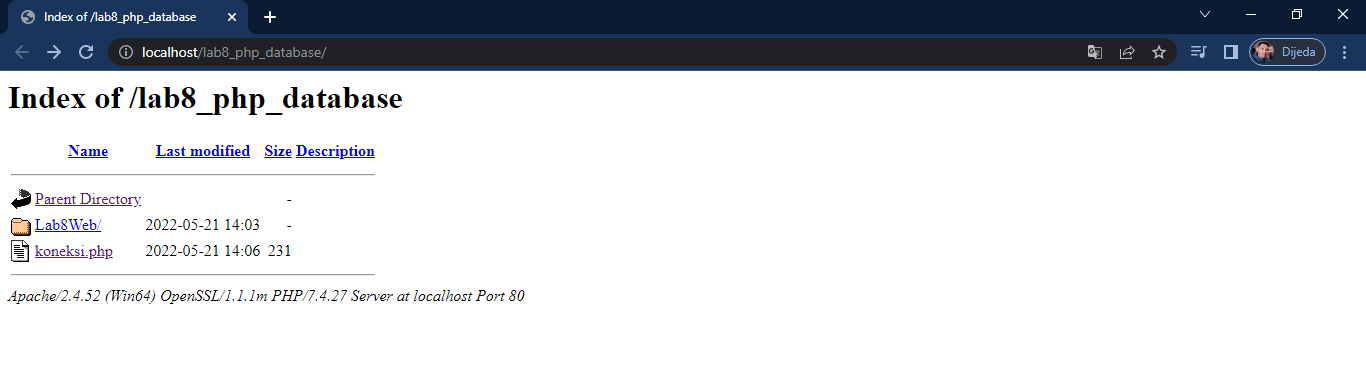 Index of /lab8_php_database
localhost/lab8_php_database/
Dijeda
Index of /lab8_php_database
Name Last modified Size Description
Parent Directory -
Lab8Web/ 2022-05-21 14:03 -
koneksi.php 2022-05-21 14:06 231
Apache/2.4.52 (Win64) OpenSSL/1.1.1m PHP/7.4.27 Server at localhost Port 80